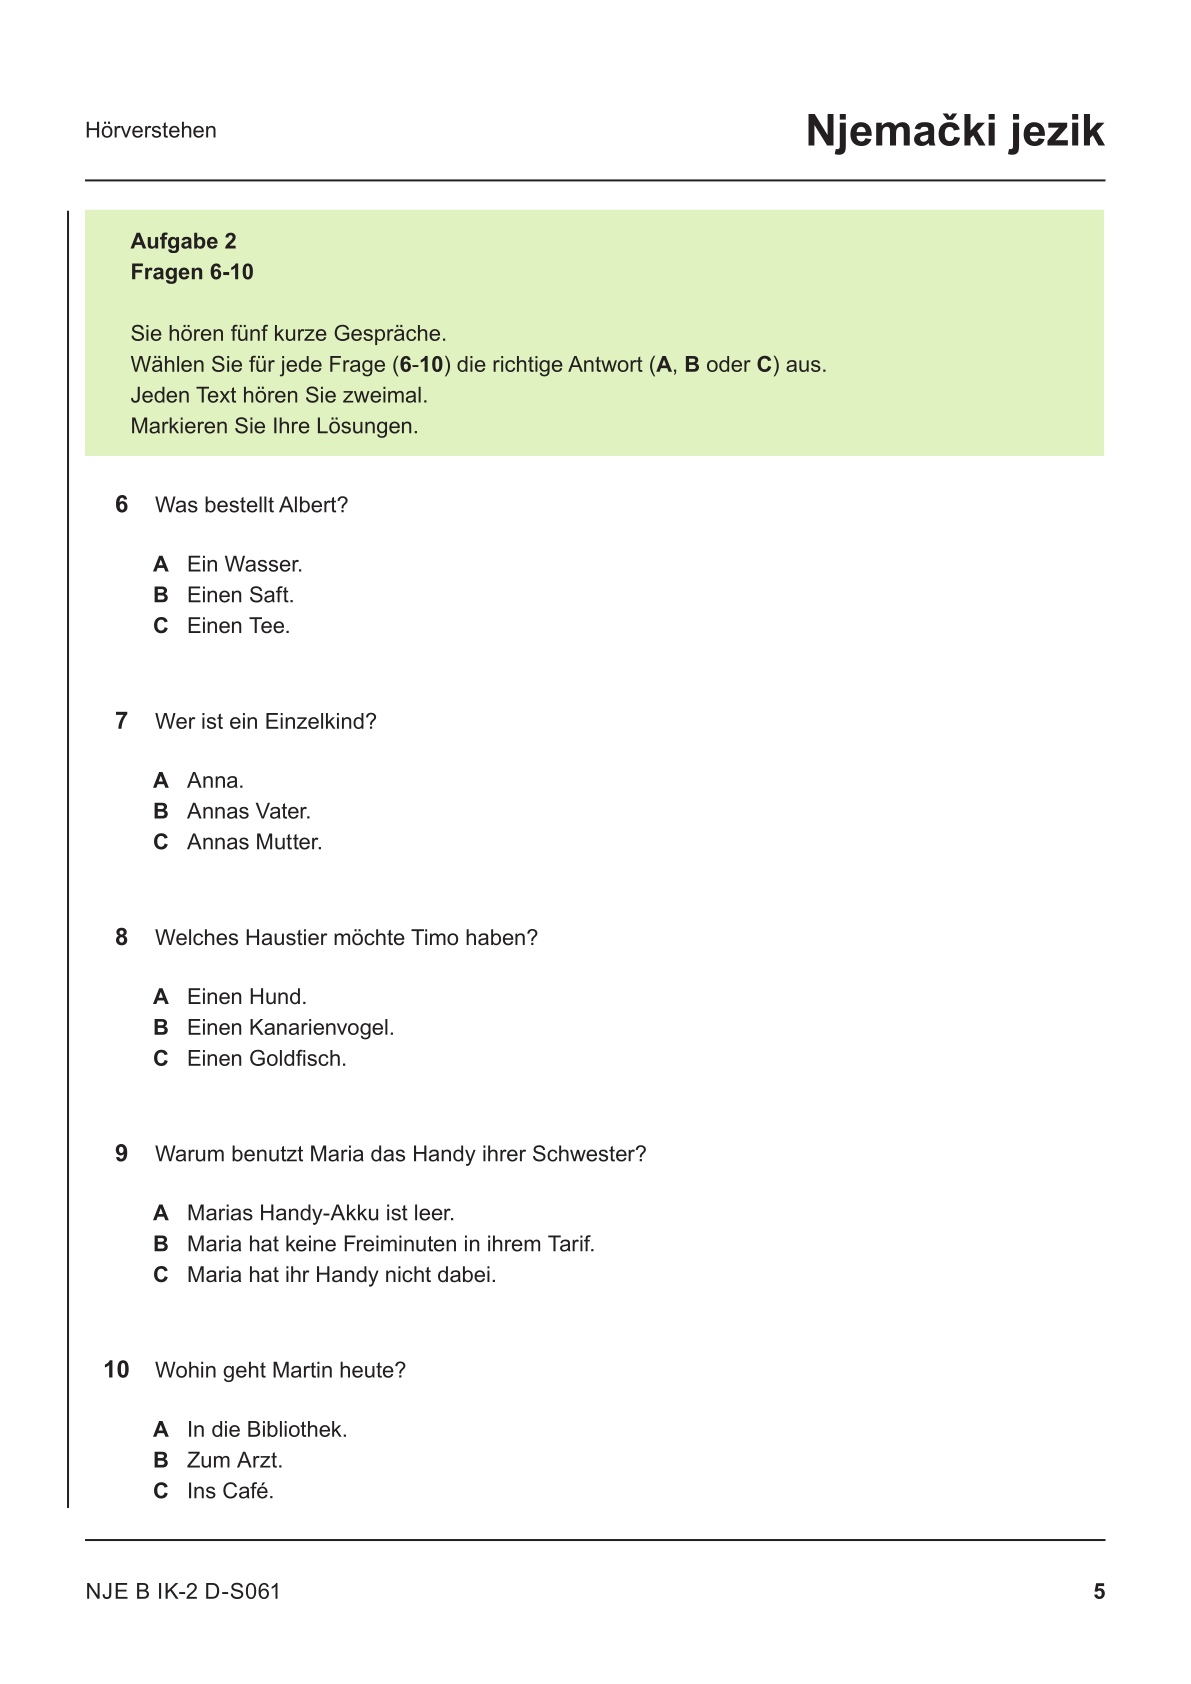 Hörverstehen
Njemački jezik
Aufgabe 2
Fragen 6-10
Sie hören fünf kurze Gespräche.
Wählen Sie für jede Frage (6-10) die richtige Antwort (A, B oder C) aus.
Jeden Text hören Sie zweimal.
Markieren Sie Ihre Lösungen.
6 Was bestellt Albert?
A Ein Wasser.
B Einen Saft.
C Einen Tee.
7 Wer ist ein Einzelkind?
A Anna.
B Annas Vater.
C Annas Mutter.
8 Welches Haustier möchte Timo haben?
A Einen Hund.
B Einen Kanarienvogel.
C Einen Goldfisch.
9 Warum benutzt Maria das Handy ihrer Schwester?
A Marias Handy-Akku ist leer.
B Maria hat keine Freiminuten in ihrem Tarif.
C Maria hat ihr Handy nicht dabei.
10 Wohin geht Martin heute?
A In die Bibliothek.
B Zum Arzt.
C Ins Café.
NJE B IK-2 D-S061
5